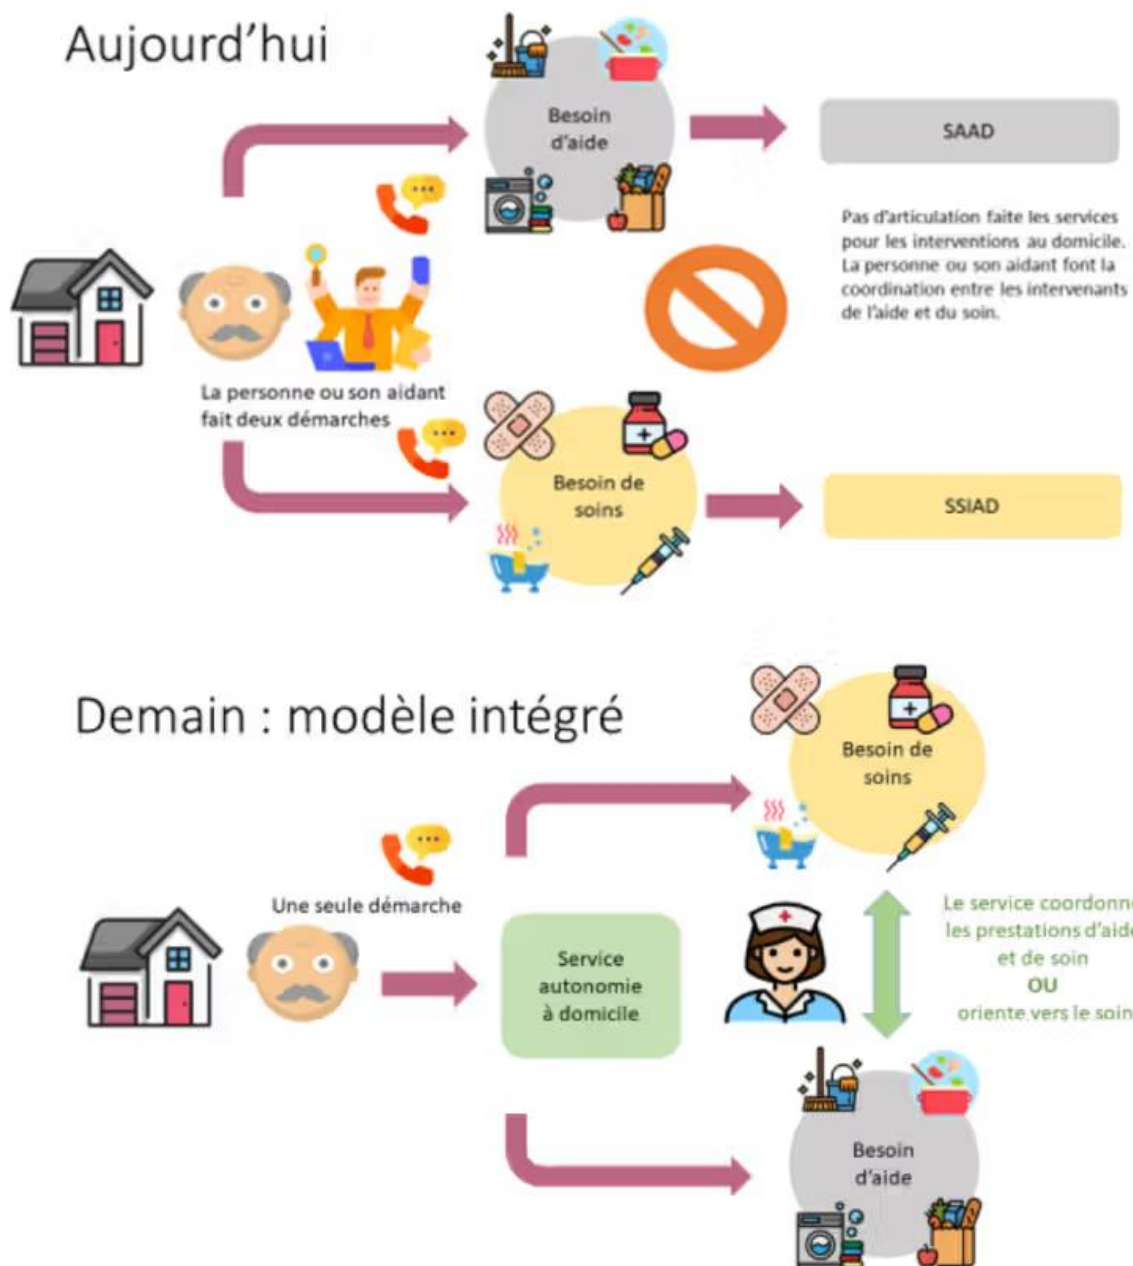 Aujourd'hui
Besoin
d'aide
SAAD
Pas d'articulation faite les services
pour les interventions au domicile.
La personne ou son aidant font la
coordination entre les intervenants
de l'aide et du soin.
La personne ou son aidant
fait deux démarches
Besoin de
soins
SSIAD
Demain : modèle intégré
Besoin de
soins
Une seule démarche
Service
autonomie
à domicile
Le service coordonne
les prestations d'aide
et de soin
OU
oriente vers le soin
Besoin
d'aide